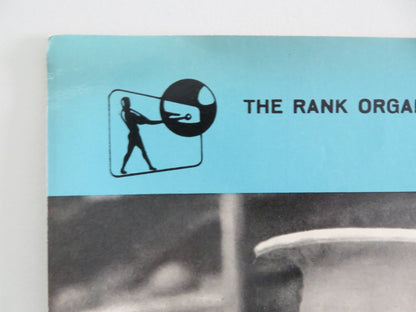 THE RANK ORGA